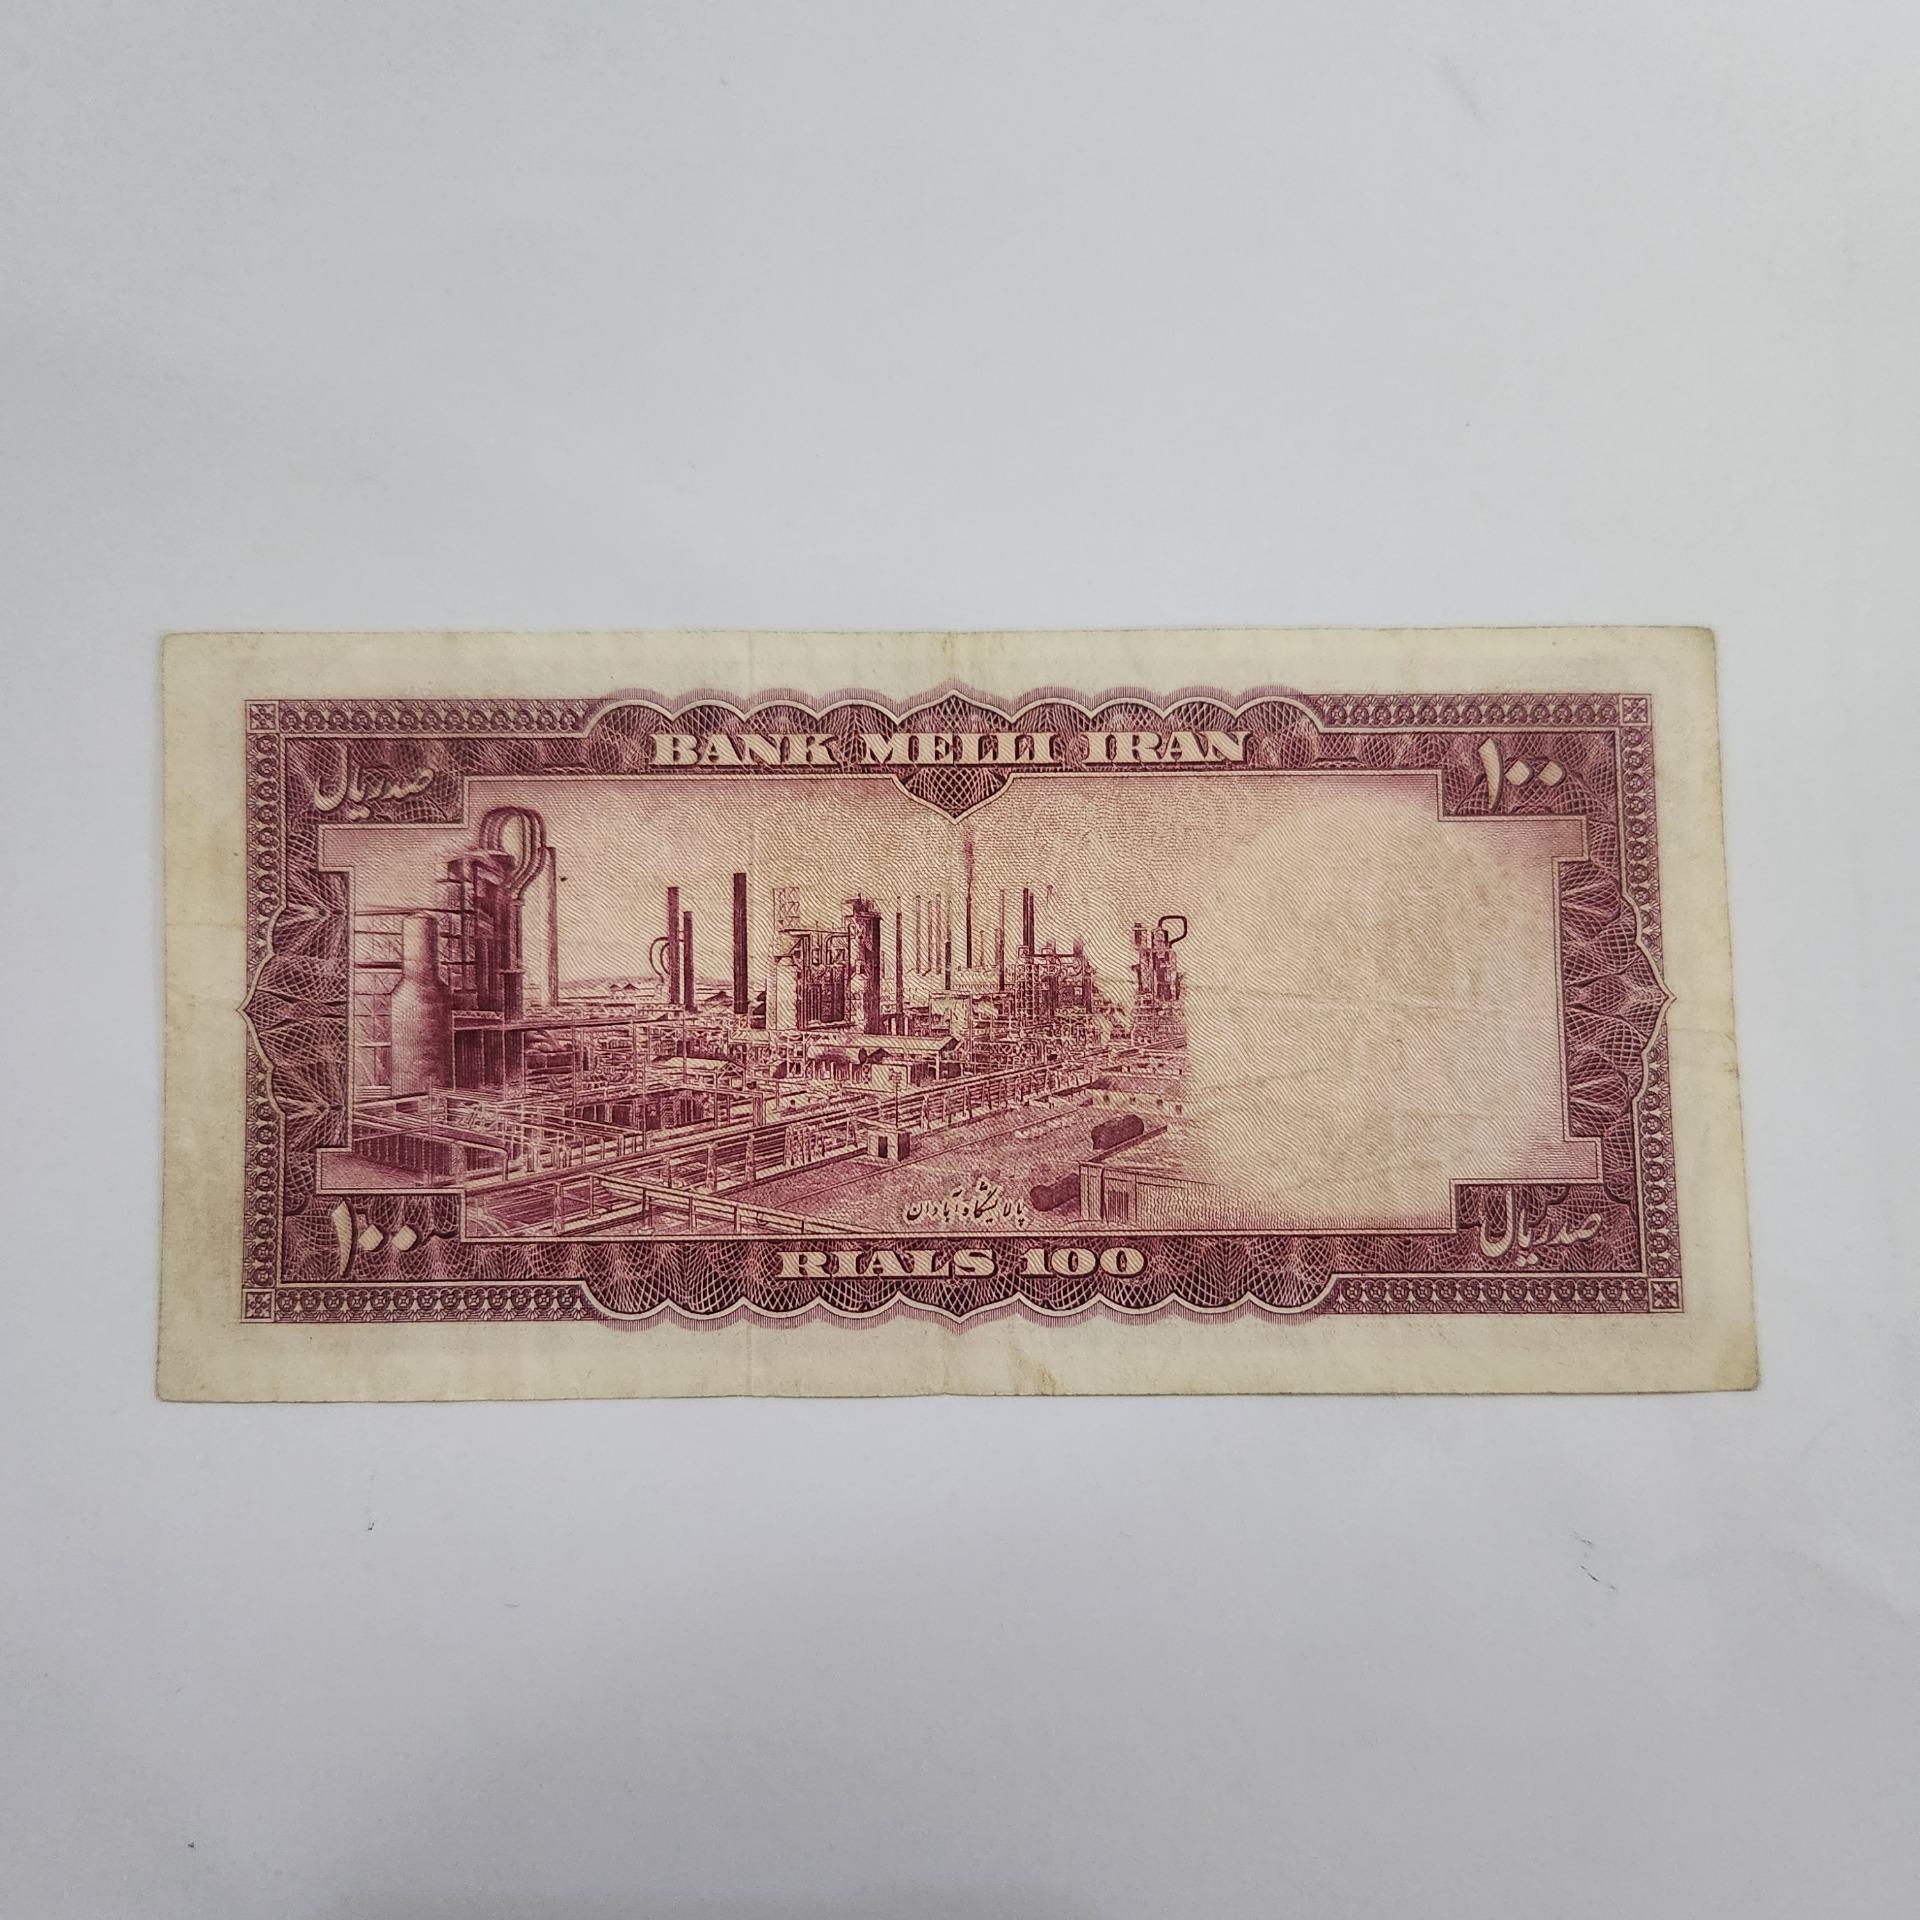 BANK MELLI IRAN
صد ریال
۱۰۰
پالایشگاه آبادان
۱۰۰
RIALS 100
صد ریال